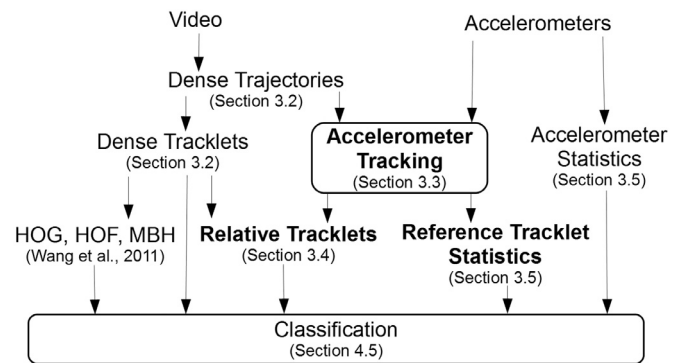 Video
Accelerometers
Dense Trajectories
(Section 3.2)
Dense Tracklets
(Section 3.2)
Accelerometer
Tracking
(Section 3.3)
Accelerometer
Statistics
(Section 3.5)
HOG, HOF, MBH
(Wang et al., 2011)
Relative Tracklets
(Section 3.4)
Reference Tracklet
Statistics
(Section 3.5)
Classification
(Section 4.5)